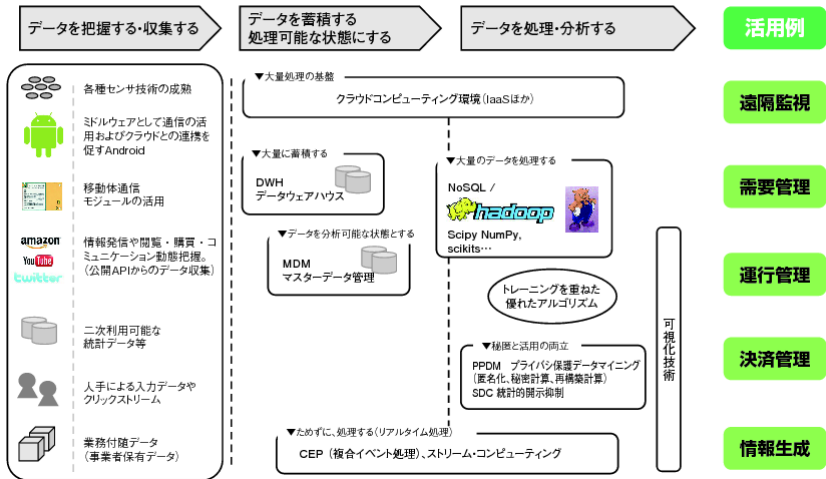 データを把握する・収集する
データを蓄積する
処理可能な状態にする
データを処理・分析する
活用例
各種センサ技術の成熟
ミドルウェアとして通信の活
用およびクラウドとの連携を
促すAndroid
移動体通信
モジュールの活用
amazon
YouTube
twitter
情報発信や閲覧・購買・コ
ミュニケーション動態把握。
（公開APIからのデータ収集）
二次利用可能な
統計データ等
人手による入力データや
クリックストリーム
業務付随データ
（事業者保有データ）
▼大量処理の基盤
クラウドコンピューティング環境（IaaSほか）
▼大量に蓄積する
DWH
データウェアハウス
▼データを分析可能な状態とする
MDM
マスターデータ管理
▼大量のデータを処理する
NoSQL /
hadoop
Scipy NumPy,
scikits…
トレーニングを重ねた
優れたアルゴリズム
▼秘匿と活用の両立
PPDM プライバシ保護データマイニング
（匿名化、秘密計算、再構築計算）
SDC 統計的開示抑制
▼ためずに、処理する（リアルタイム処理）
CEP（複合イベント処理）、ストリーム・コンピューティング
可視化技術
遠隔監視
需要管理
運行管理
決済管理
情報生成